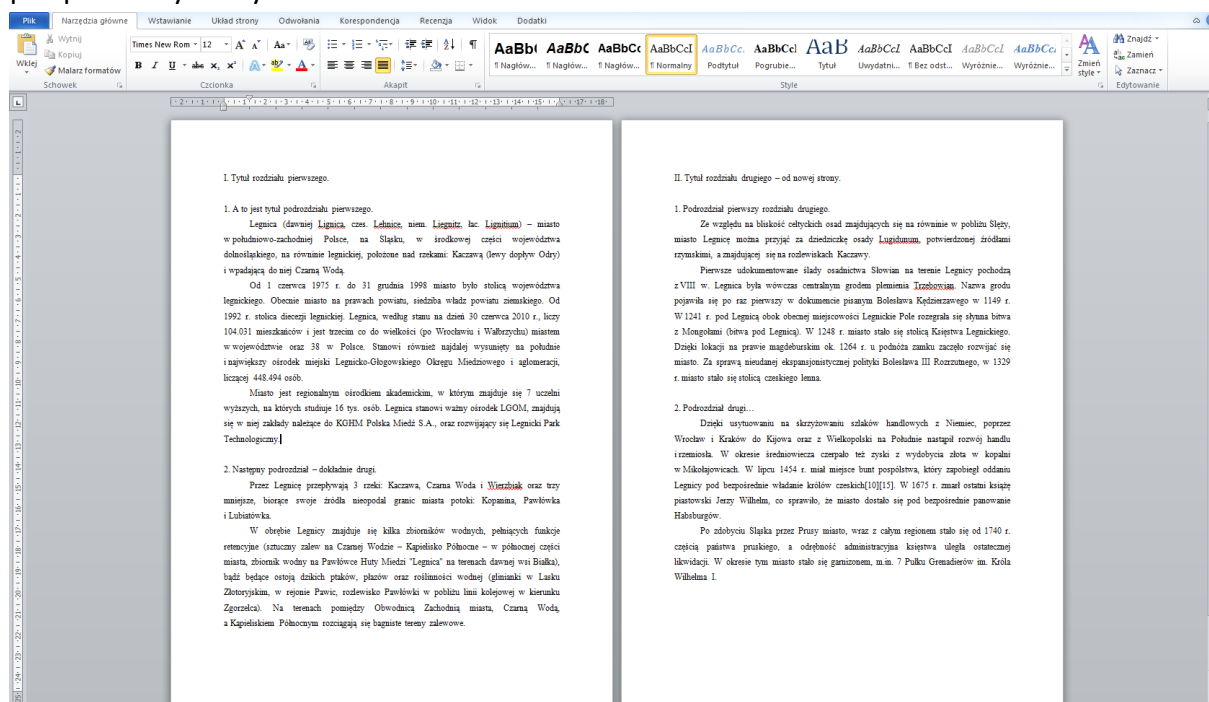 Plik Narzędzia główne Wstawianie Układ strony Odwołania Korespondencja Recenzja Widok Dodatki
Wytnij
Kopiuj
Malarz formatów
Wklej
Schowek
Times New Rom 12
Czcionka
Akapit
AaBb( AaBbC AaBbCc AaBbCcI AaBbCc. AaBbCcl AaB AaBbCcL AaBbCcI AaBbCcL AaBbCc
¶ Nagłów... ¶ Nagłów... ¶ Nagłów... ¶ Normalny Podtytuł Pogrubie... Tytuł Uwydatni... ¶ Bez odst... Wyróżnie... Wyróżnie...
Style
Zmień style
Znajdź
Zamień
Zaznacz
Edytowanie
I. Tytuł rozdziału pierwszego.
1. A to jest tytuł podrozdziału pierwszego.
Legnica (dawniej Lignica, czes. Lehnice, niem. Liegnitz, łac. Lignitium) – miasto
w południowo-zachodniej Polsce, na Śląsku, w środkowej części województwa
dolnośląskiego, na równinie legnickiej, położone nad rzekami: Kaczawą (lewy dopływ Odry)
i wpadającą do niej Czarną Wodą.
Od 1 czerwca 1975 r. do 31 grudnia 1998 miasto było stolicą województwa
legnickiego. Obecnie miasto na prawach powiatu, siedziba władz powiatu ziemskiego. Od
1992 r. stolica diecezji legnickiej. Legnica, według stanu na dzień 30 czerwca 2010 r., liczy
104.031 mieszkańców i jest trzecim co do wielkości (po Wrocławiu i Wałbrzychu) miastem
w województwie oraz 38 w Polsce. Stanowi również najdalej wysunięty na południe
i największy ośrodek miejski Legnicko-Głogowskiego Okręgu Miedziowego i aglomeracji,
liczącej 448.494 osób.
Miasto jest regionalnym ośrodkiem akademickim, w którym znajduje się 7 uczelni
wyższych, na których studiuje 16 tys. osób. Legnica stanowi ważny ośrodek LGOM, znajdują
się w niej zakłady należące do KGHM Polska Miedź S.A., oraz rozwijający się Legnicki Park
Technologiczny.
2. Następny podrozdział – dokładnie drugi.
Przez Legnicę przepływają 3 rzeki: Kaczawa, Czarna Woda i Wierzbiak oraz trzy
mniejsze, biorące swoje źródła nieopodal granic miasta potoki: Kopanina, Pawłówka
i Lubiatówka.
W obrębie Legnicy znajduje się kilka zbiorników wodnych, pełniących funkcje
retencyjne (sztuczny zalew na Czarnej Wodzie – Kąpielisko Północne – w północnej części
miasta, zbiornik wodny na Pawłówce Huty Miedzi "Legnica" na terenach dawnej wsi Białka),
bądź będące ostoją dzikich ptaków, płazów oraz roślinności wodnej (glinianki w Lasku
Złotoryjskim, w rejonie Pawic, rozlewisko Pawłówki w pobliżu linii kolejowej w kierunku
Zgorzelca). Na terenach pomiędzy Obwodnicą Zachodnią miasta, Czarną Wodą,
a Kąpieliskiem Północnym rozciągają się bagniste tereny zalewowe.
II. Tytuł rozdziału drugiego – od nowej strony.
1. Podrozdział pierwszy rozdziału drugiego.
Ze względu na bliskość celtyckich osad znajdujących się na równinie w pobliżu Ślęży,
miasto Legnicę można przyjąć za dziedziczkę osady Lugidunum, potwierdzonej źródłami
rzymskimi, a znajdującej się na rozlewiskach Kaczawy.
Pierwsze udokumentowane ślady osadnictwa Słowian na terenie Legnicy pochodzą
z VIII w. Legnica była wówczas centralnym grodem plemienia Trzebowian. Nazwa grodu
pojawiła się po raz pierwszy w dokumencie pisanym Bolesława Kędzierzawego w 1149 r.
W 1241 r. pod Legnicą obok obecnej miejscowości Legnickie Pole rozegrała się słynna bitwa
z Mongołami (bitwa pod Legnicą). W 1248 r. miasto stało się stolicą Księstwa Legnickiego.
Dzięki lokacji na prawie magdeburskim ok. 1264 r. u podnóża zamku zaczęło rozwijać się
miasto. Za sprawą nieudanej ekspansjonistycznej polityki Bolesława III Rozrzutnego, w 1329
r. miasto stało się stolicą czeskiego lenna.
2. Podrozdział drugi…
Dzięki usytuowaniu na skrzyżowaniu szlaków handlowych z Niemiec, poprzez
Wrocław i Kraków do Kijowa oraz z Wielkopolski na Południe nastąpił rozwój handlu
i rzemiosła. W okresie średniowiecza czerpało też zyski z wydobycia złota w kopalni
w Mikołajowicach. W lipcu 1454 r. miał miejsce bunt pospólstwa, który zapobiegł oddaniu
Legnicy pod bezpośrednie władanie królów czeskich[10][15]. W 1675 r. zmarł ostatni książę
piastowski Jerzy Wilhelm, co sprawiło, że miasto dostało się pod bezpośrednie panowanie
Habsburgów.
Po zdobyciu Śląska przez Prusy miasto, wraz z całym regionem stało się od 1740 r.
częścią państwa pruskiego, a odrębność administracyjna księstwa uległa ostatecznej
likwidacji. W okresie tym miasto stało się garnizonem, m.in. 7 Pułku Grenadierów im. Króla
Wilhelma I.